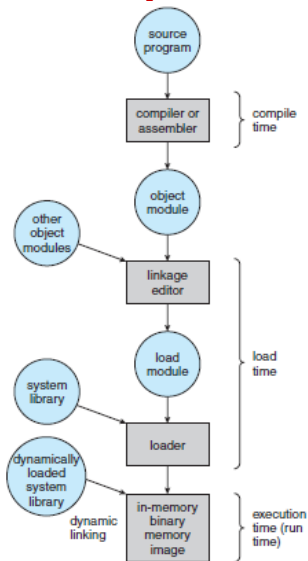 source
program
compiler or
assembler
compile
time
object
module
other
object
modules
linkage
editor
load
module
load
time
system
library
loader
dynamically
loaded
system
library
dynamic
linking
in-memory
binary
memory
image
execution
time (run
time)